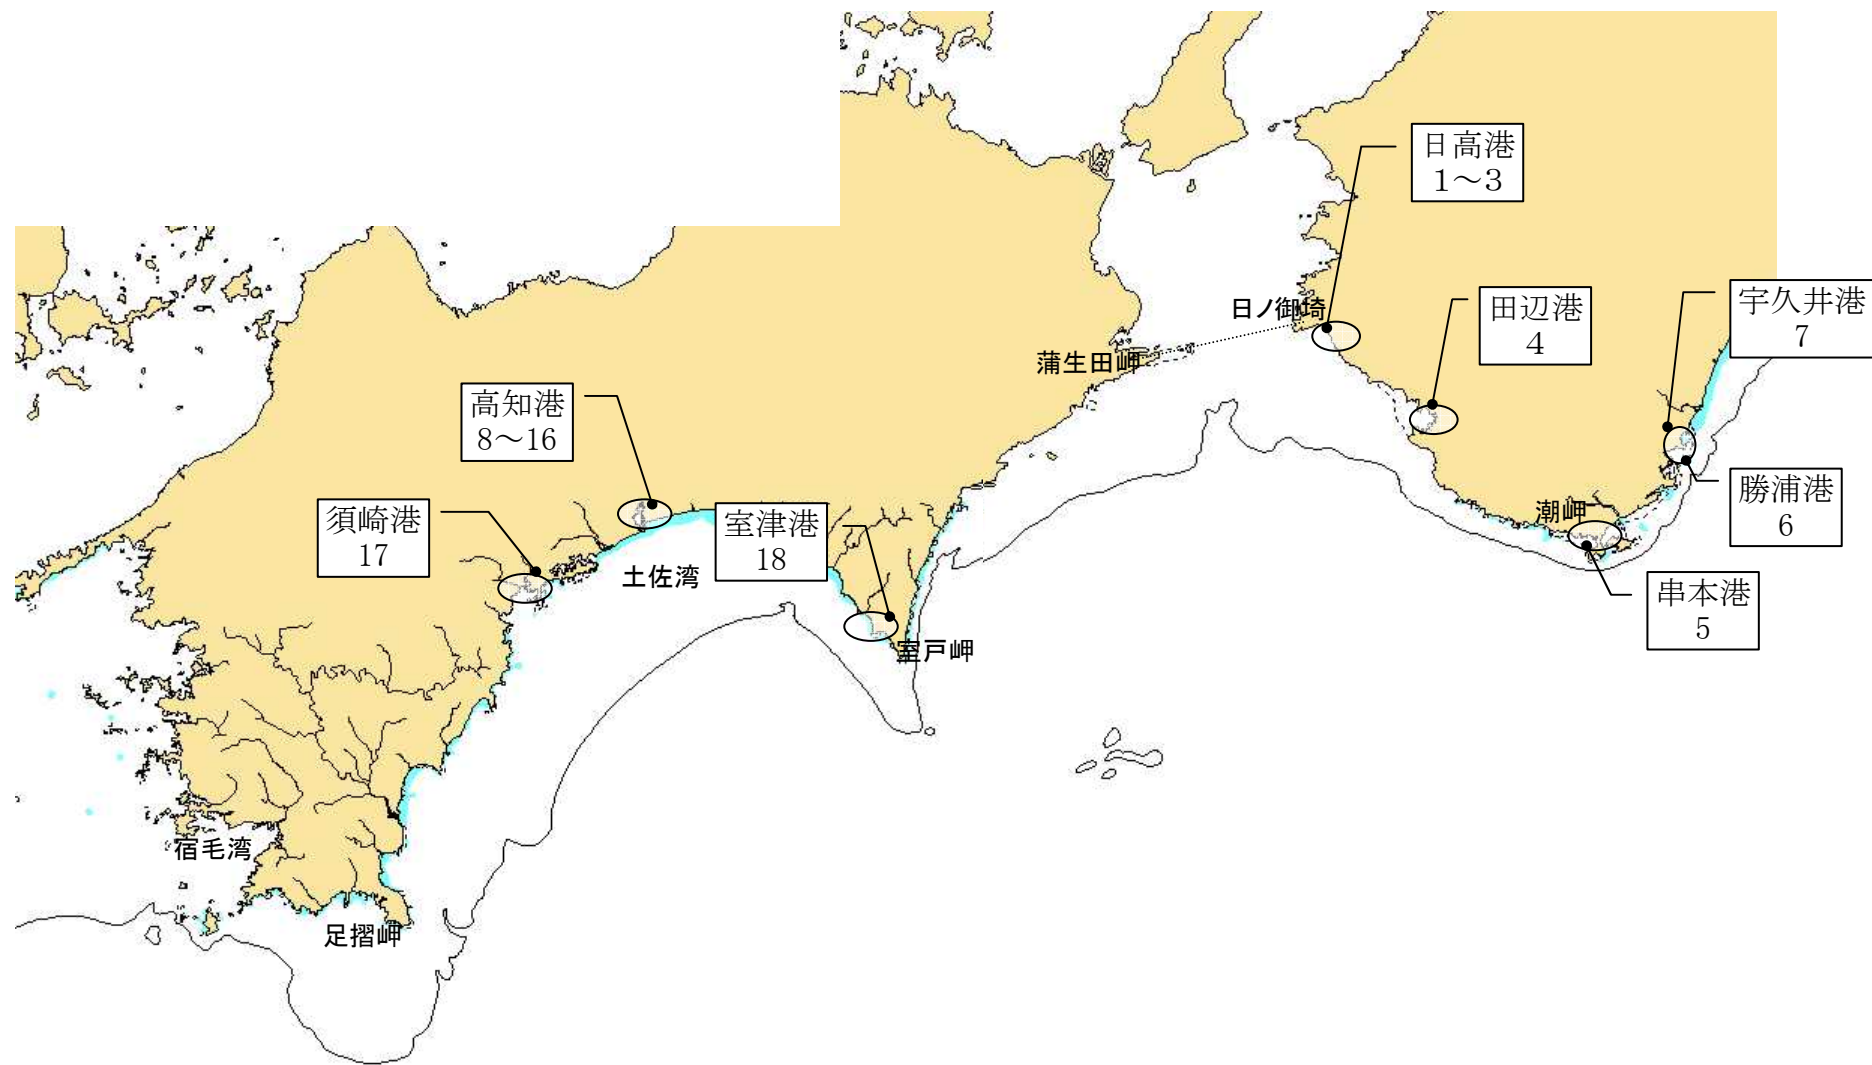 日高港
1～3
宇久井港
7
田辺港
4
日ノ御埼
蒲生田岬
高知港
8～16
勝浦港
6
須崎港
17
室津港
18
潮岬
土佐湾
串本港
5
室戸岬
宿毛湾
足摺岬